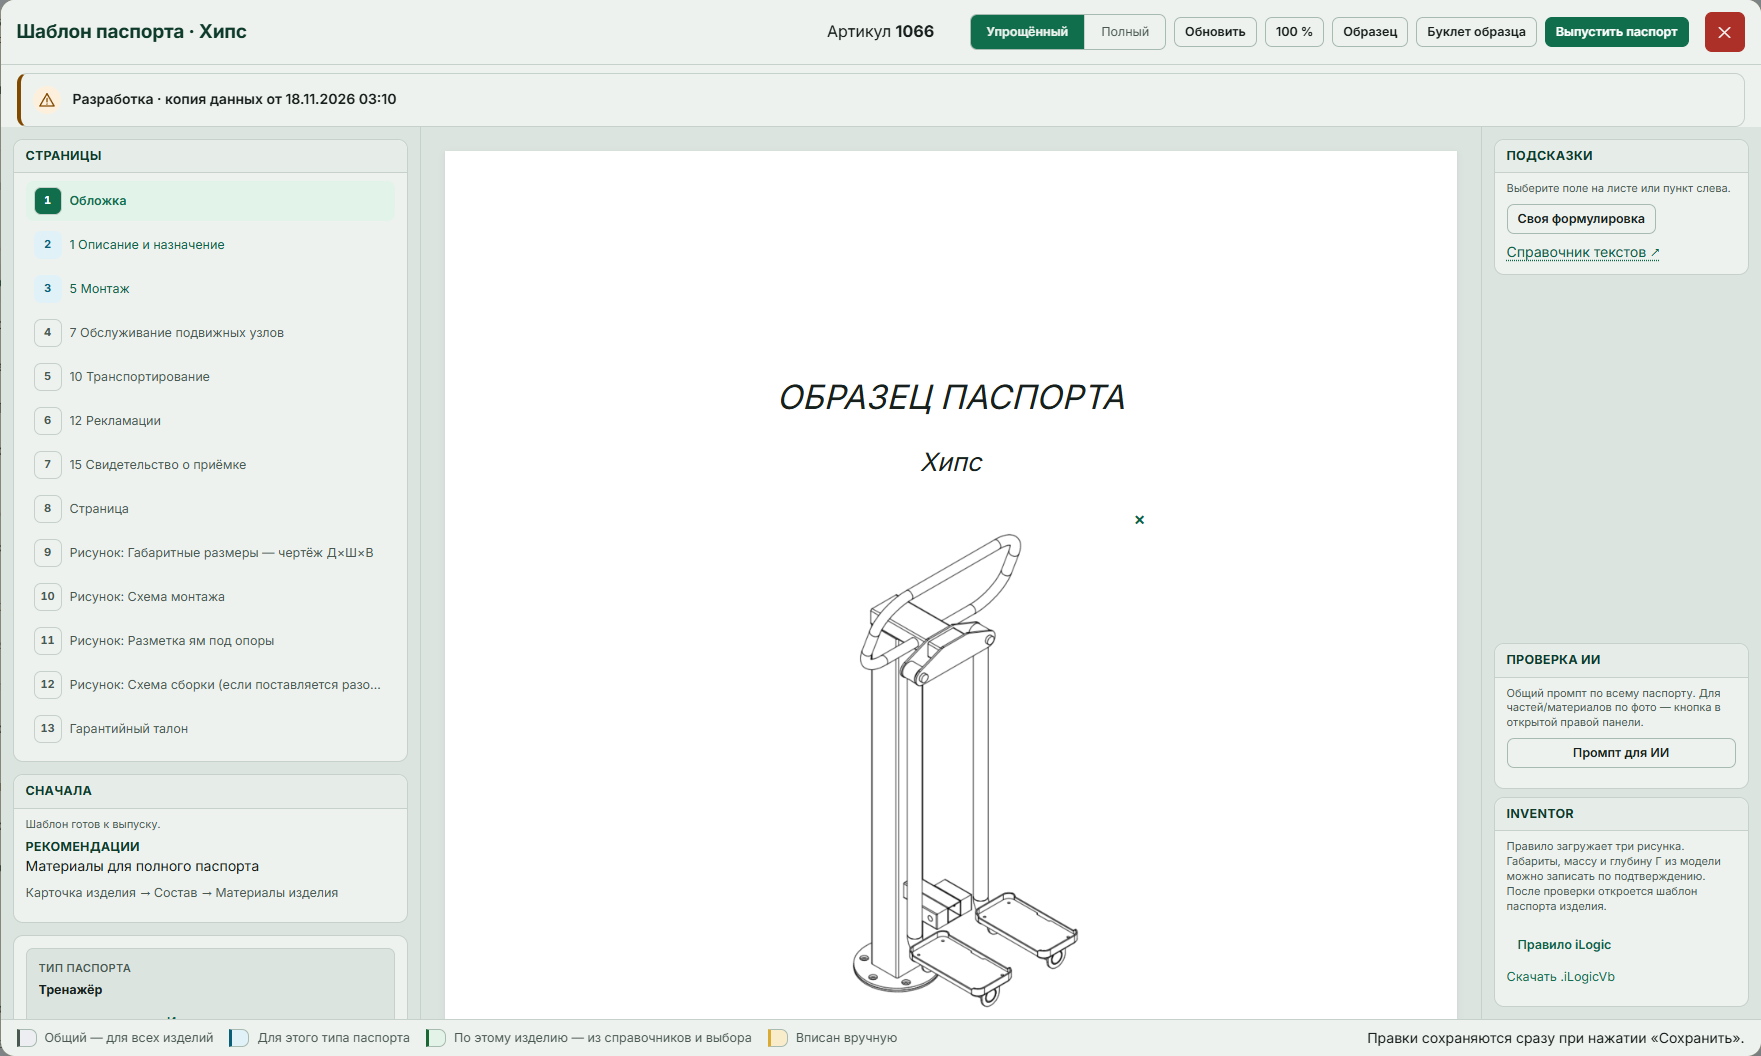 Шаблон паспорта · Хипс
Артикул 1066
Упрощённый
Полный
Обновить
100 %
Образец
Буклет образца
Выпустить паспорт
Разработка · копия данных от 18.11.2026 03:10
СТРАНИЦЫ
1 Обложка
2 1 Описание и назначение
3 5 Монтаж
4 7 Обслуживание подвижных узлов
5 10 Транспортирование
6 12 Рекламации
7 15 Свидетельство о приёмке
8 Страница
9 Рисунок: Габаритные размеры — чертёж Д×Ш×В
10 Рисунок: Схема монтажа
11 Рисунок: Разметка ям под опоры
12 Рисунок: Схема сборки (если поставляется разо...
13 Гарантийный талон
СНАЧАЛА
Шаблон готов к выпуску.
РЕКОМЕНДАЦИИ
Материалы для полного паспорта
Карточка изделия → Состав → Материалы изделия
ТИП ПАСПОРТА
Тренажёр
ОБРАЗЕЦ ПАСПОРТА
Хипс
ПОДСКАЗКИ
Выберите поле на листе или пункт слева.
Своя формулировка
Справочник текстов ↗
ПРОВЕРКА ИИ
Общий промпт по всему паспорту. Для
частей/материалов по фото — кнопка в
открытой правой панели.
Промпт для ИИ
INVENTOR
Правило загружает три рисунка.
Габариты, массу и глубину Г из модели
можно записать по подтверждению.
После проверки откроется шаблон
паспорта изделия.
Правило iLogic
Скачать .iLogicVb
Общий — для всех изделий
Для этого типа паспорта
По этому изделию — из справочников и выбора
Вписан вручную
Правки сохраняются сразу при нажатии «Сохранить».